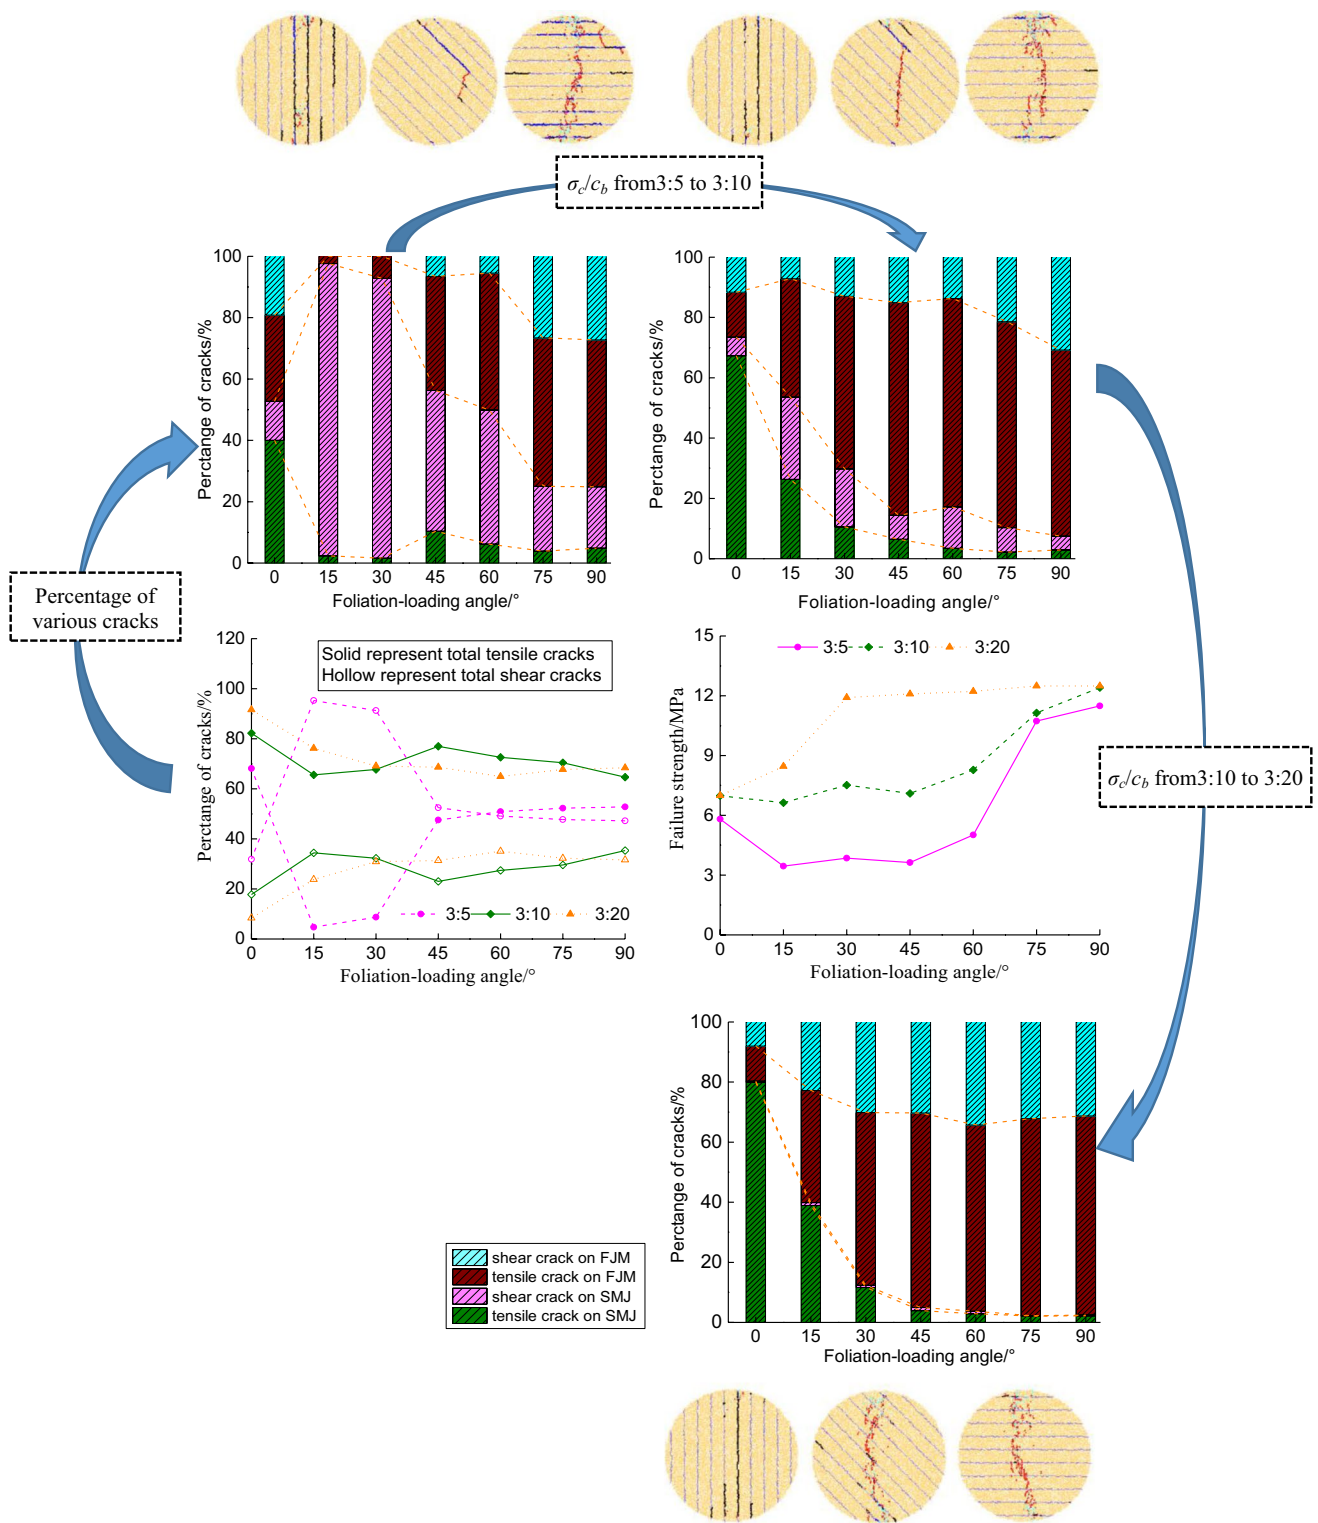 σc/cb from3:5 to 3:10
100
80
60
40
20
0
Perctange of cracks/%
0 15 30 45 60 75 90
Foliation-loading angle/°
100
80
60
40
20
0
Perctange of cracks/%
0 15 30 45 60 75 90
Foliation-loading angle/°
Percentage of
various cracks
120
100
80
60
40
20
0
Perctange of cracks/%
Solid represent total tensile cracks
Hollow represent total shear cracks
3:5 3:10 3:20
0 15 30 45 60 75 90
Foliation-loading angle/°
15
12
9
6
3
0
Failure strength/MPa
3:5 3:10 3:20
0 15 30 45 60 75 90
Foliation-loading angle/°
σc/cb from3:10 to 3:20
100
80
60
40
20
0
Perctange of cracks/%
0 15 30 45 60 75 90
Foliation-loading angle/°
shear crack on FJM
tensile crack on FJM
shear crack on SMJ
tensile crack on SMJ